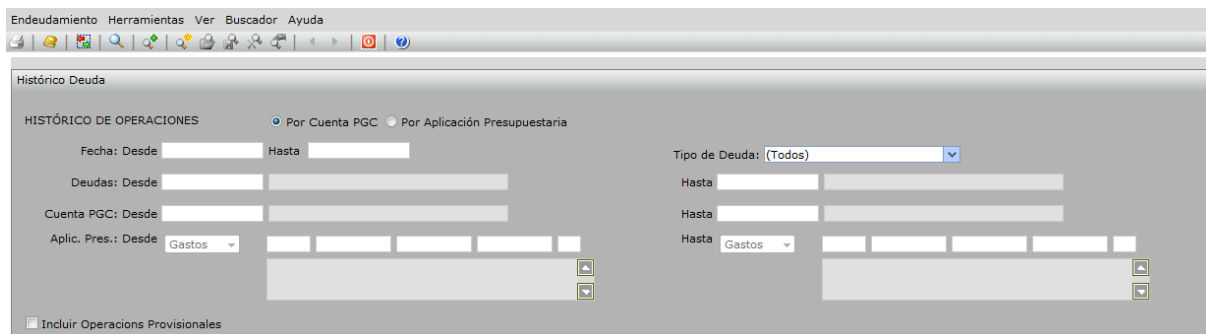 Endeudamiento Herramientas Ver Buscador Ayuda
Histórico Deuda
HISTÓRICO DE OPERACIONES Por Cuenta PGC Por Aplicación Presupuestaria
Fecha: Desde Hasta Tipo de Deuda: (Todos)
Deudas: Desde Hasta
Cuenta PGC: Desde Hasta
Aplic. Pres.: Desde Gastos Hasta Gastos
Incluir Operacions Provisionales